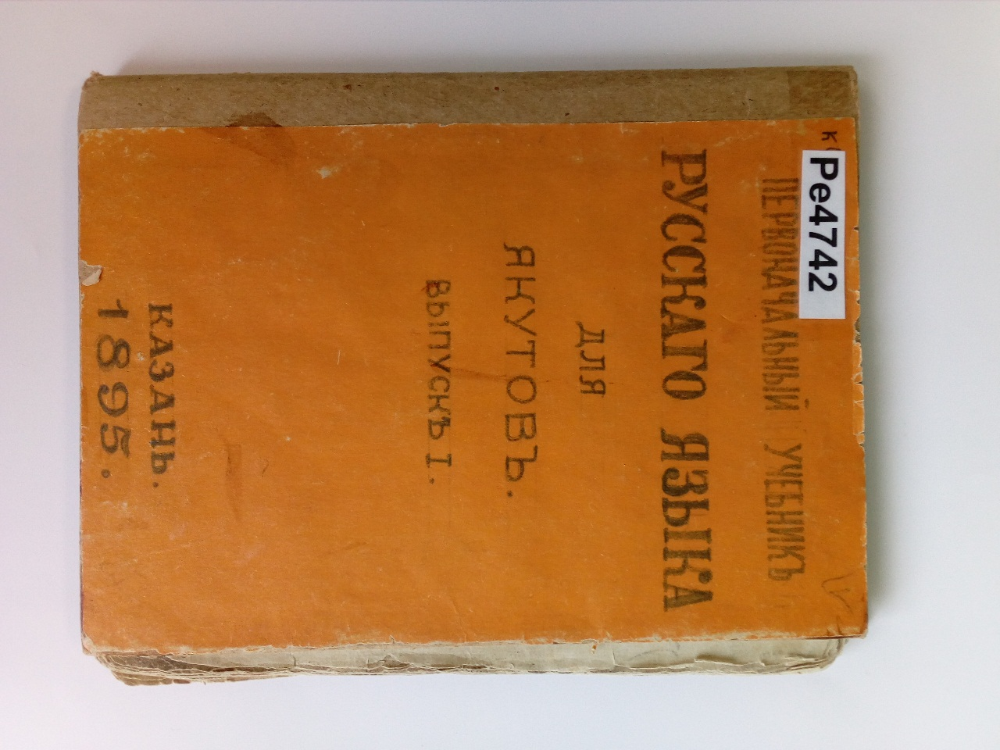 Ре4742
ПЕРВОНАЧАЛЬНЫЙ УЧЕБНИКЪ
РУССКАГО ЯЗЫКА
ДЛЯ
ЯКУТОВЪ.
ВЫПУСКЪ I.
КАЗАНЬ.
1895.